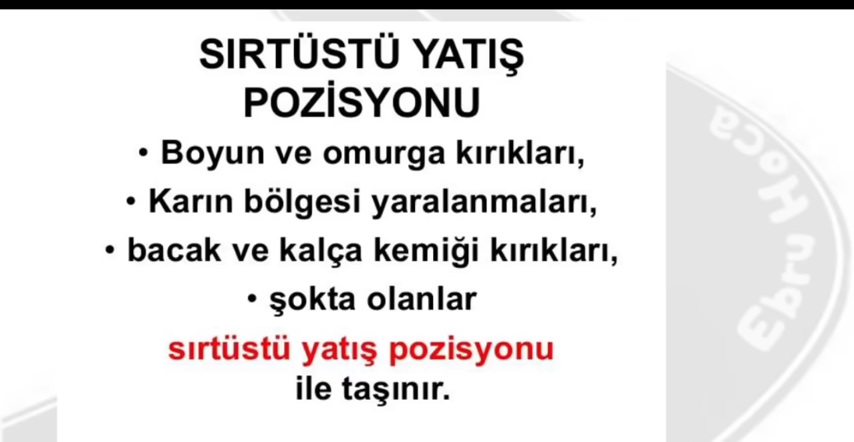 SIRTÜSTÜ YATIŞ
POZİSYONU
• Boyun ve omurga kırıkları,
• Karın bölgesi yaralanmaları,
• bacak ve kalça kemiği kırıkları,
• şokta olanlar
sırtüstü yatış pozisyonu
ile taşınır.
Ebru Hoca